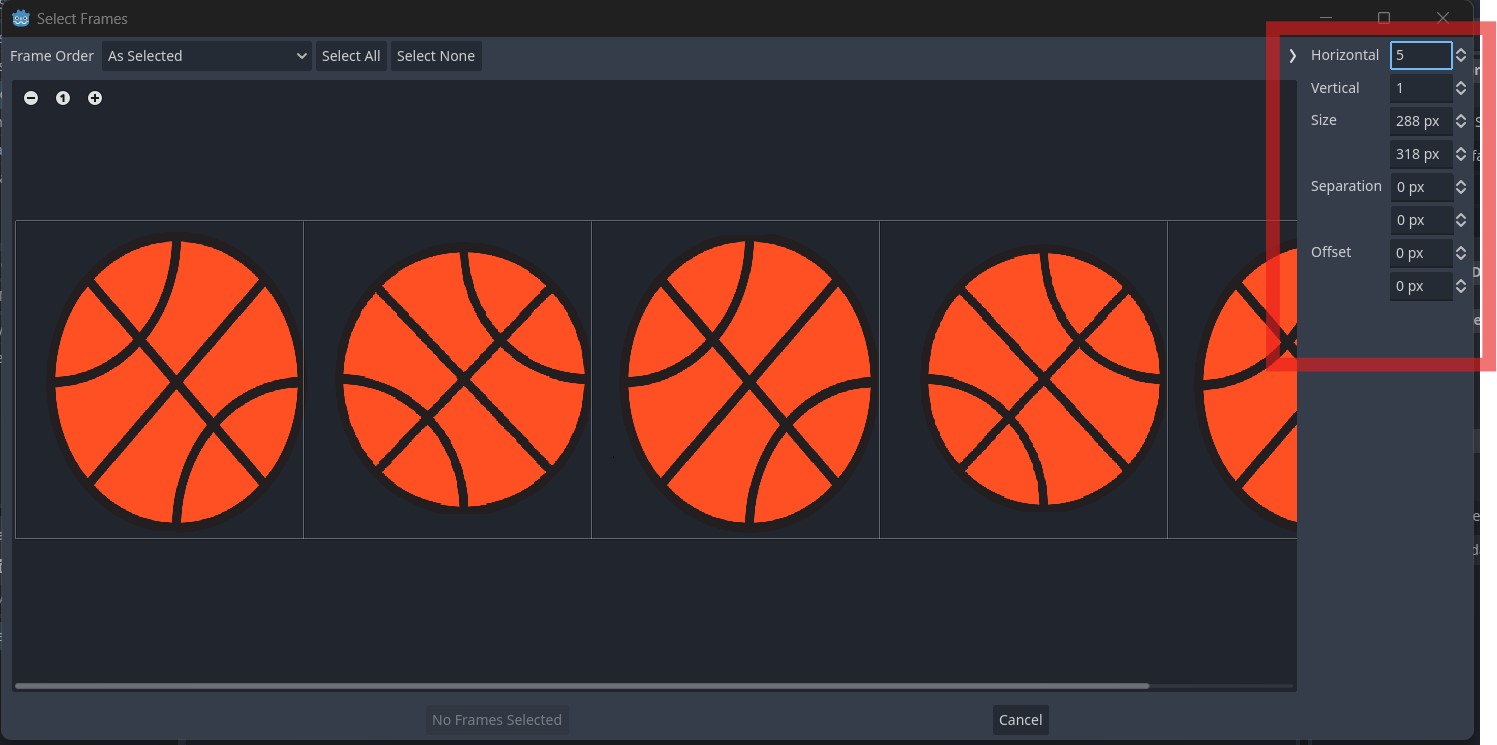 Select Frames
Frame Order As Selected Select All Select None
Horizontal 5
Vertical 1
Size 288 px
318 px
Separation 0 px
0 px
Offset 0 px
0 px
1
No Frames Selected Cancel